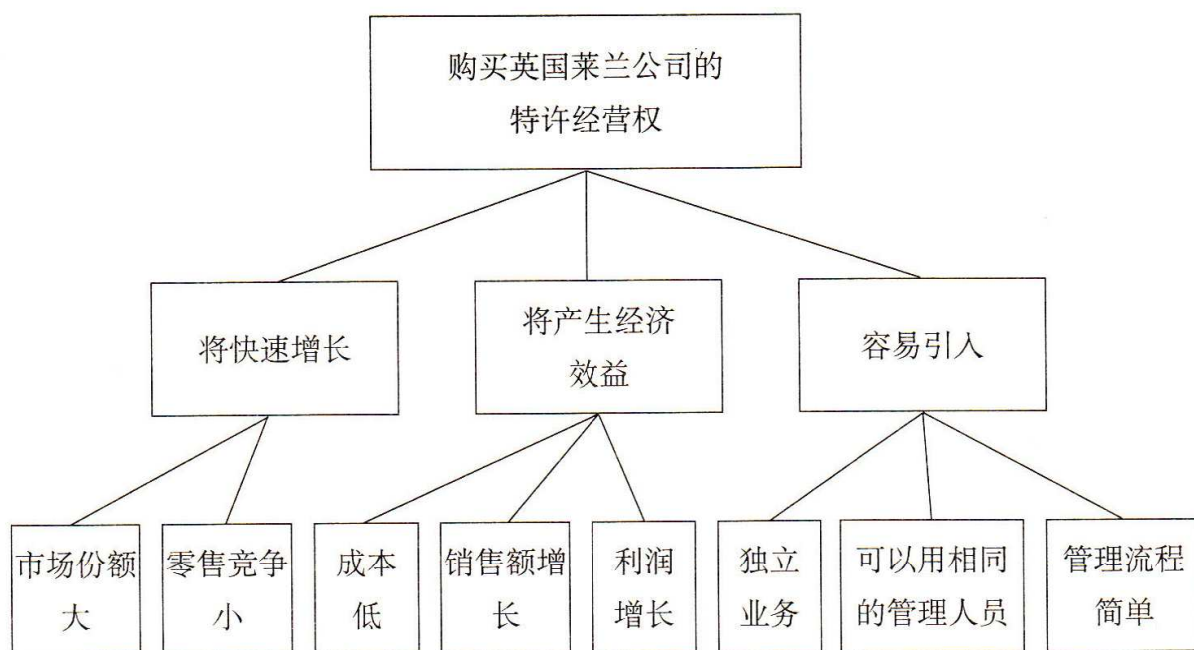 购买英国莱兰公司的
特许经营权
将快速增长
将产生经济
效益
容易引入
市场份额
大
零售竞争
小
成本
低
销售额增
长
利润
增长
独立
业务
可以用相同
的管理人员
管理流程
简单